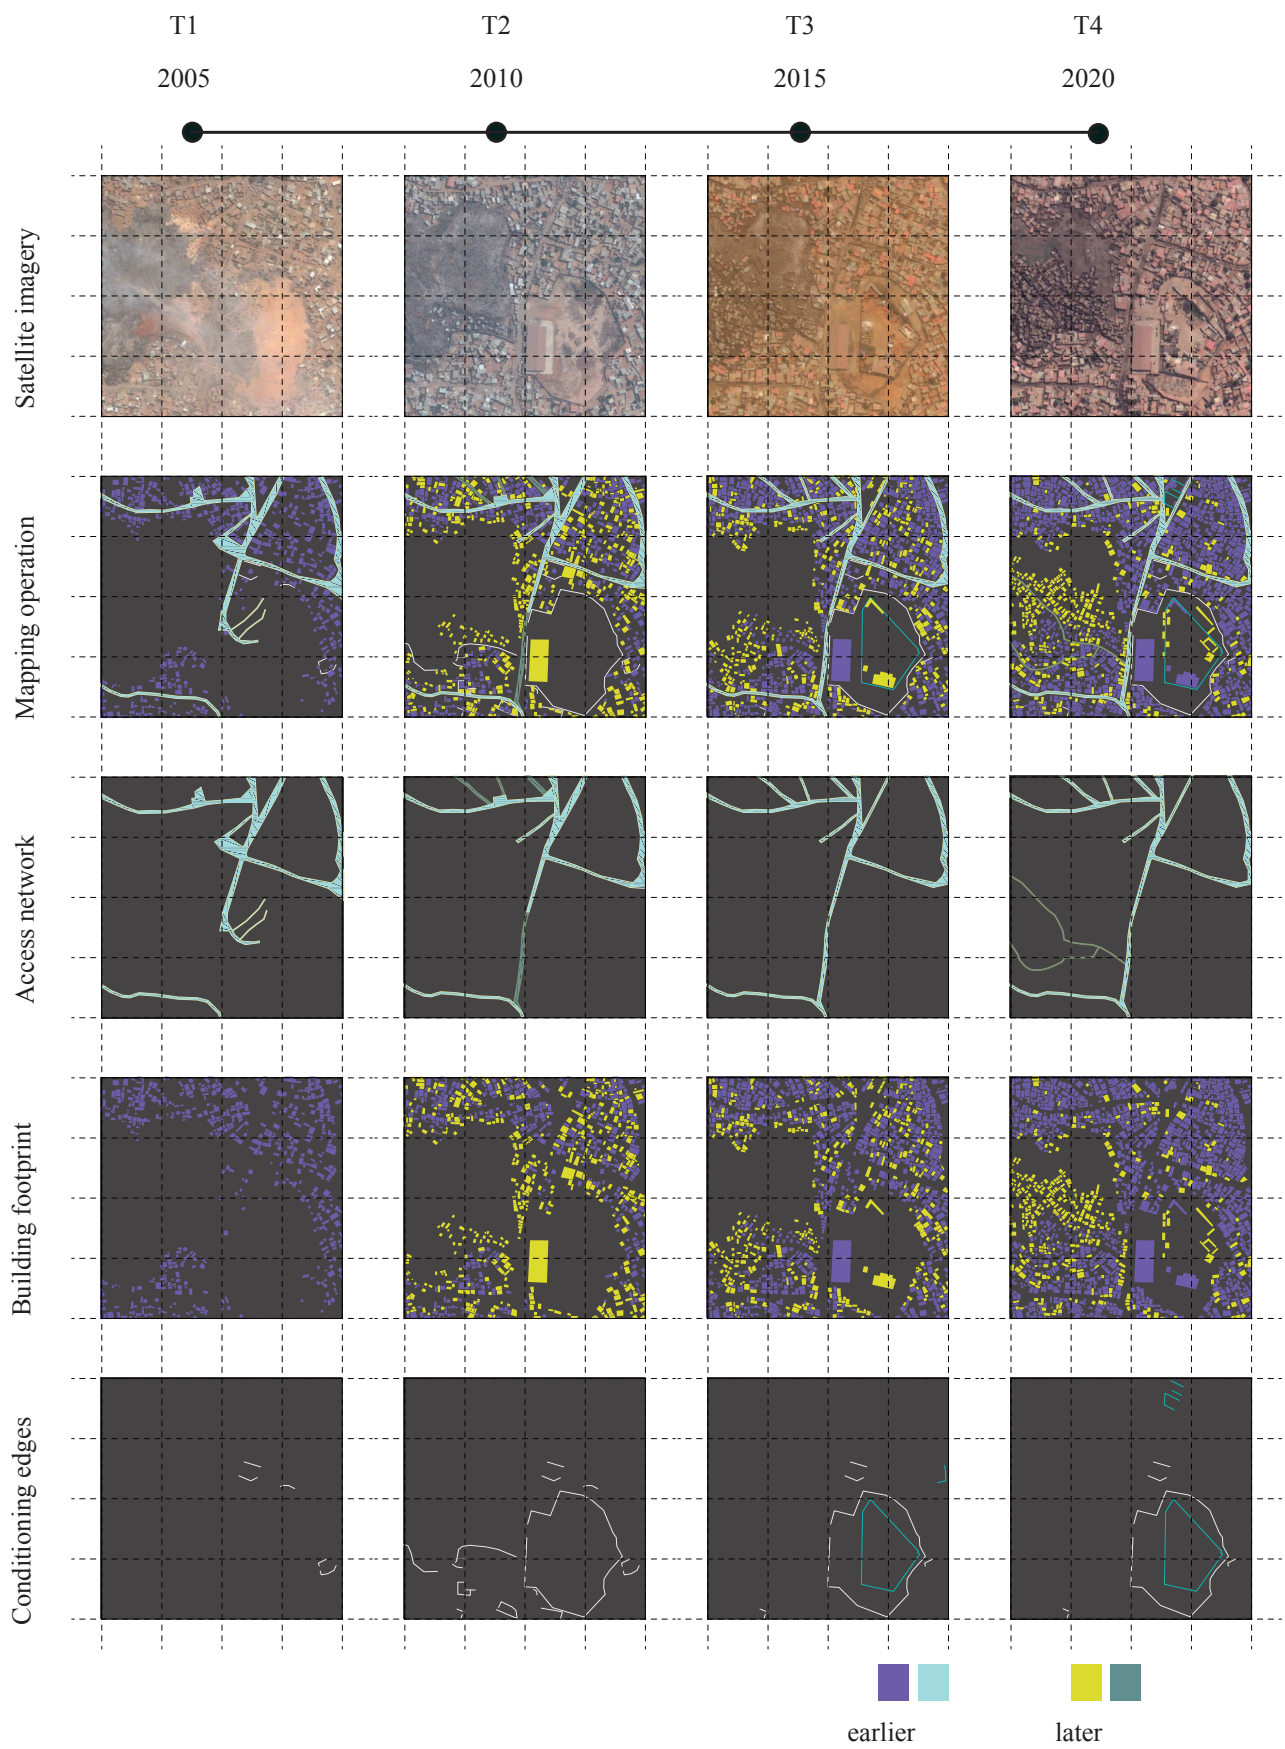 T1 T2 T3 T4
2005 2010 2015 2020
Satellite imagery
Mapping operation
Access network
Building footprint
Conditioning edges
earlier later